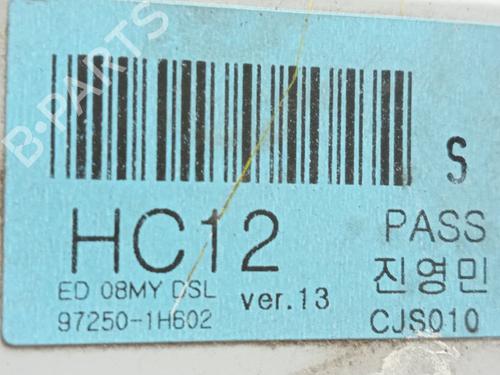 B-PARTS
S
HC12
PASS
ED 08MY DSL
ver.13
진영민
97250-1H602
CJS010